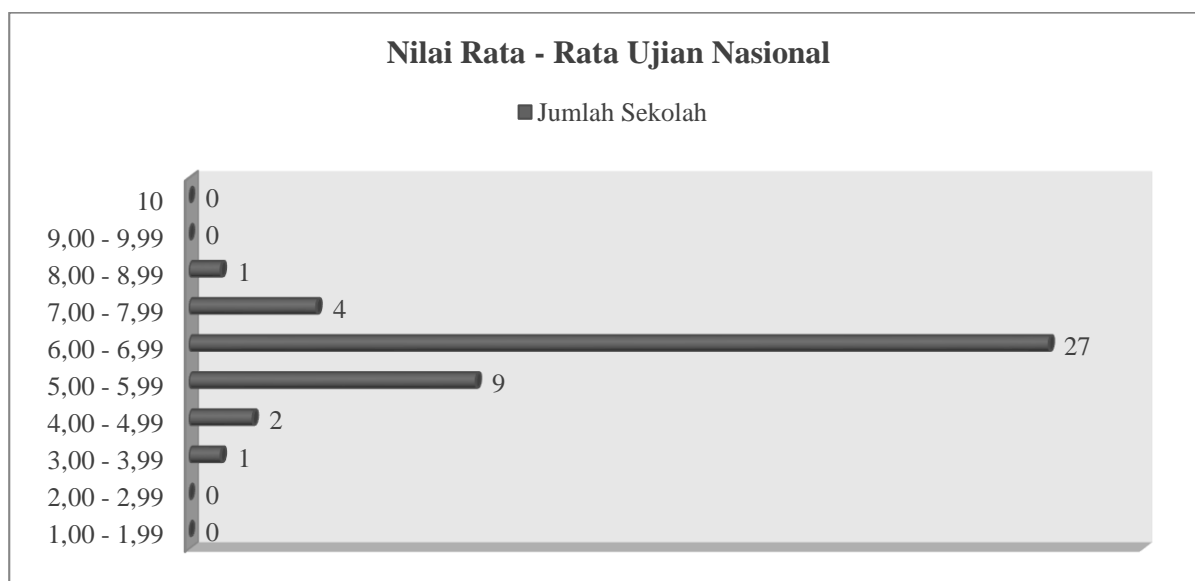 Nilai Rata - Rata Ujian Nasional
Jumlah Sekolah
10 0
9,00 - 9,99 0
8,00 - 8,99 1
7,00 - 7,99 4
6,00 - 6,99 27
5,00 - 5,99 9
4,00 - 4,99 2
3,00 - 3,99 1
2,00 - 2,99 0
1,00 - 1,99 0